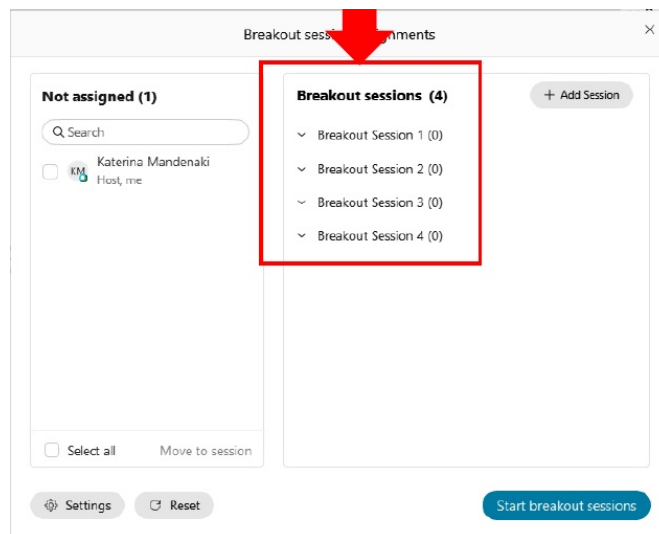 Breakout sess nments
Not assigned (1)
Search
KM
Katerina Mandenaki
Host, me
Select all Move to session
Breakout sessions (4)
+ Add Session
Breakout Session 1 (0)
Breakout Session 2 (0)
Breakout Session 3 (0)
Breakout Session 4 (0)
Settings Reset
Start breakout sessions